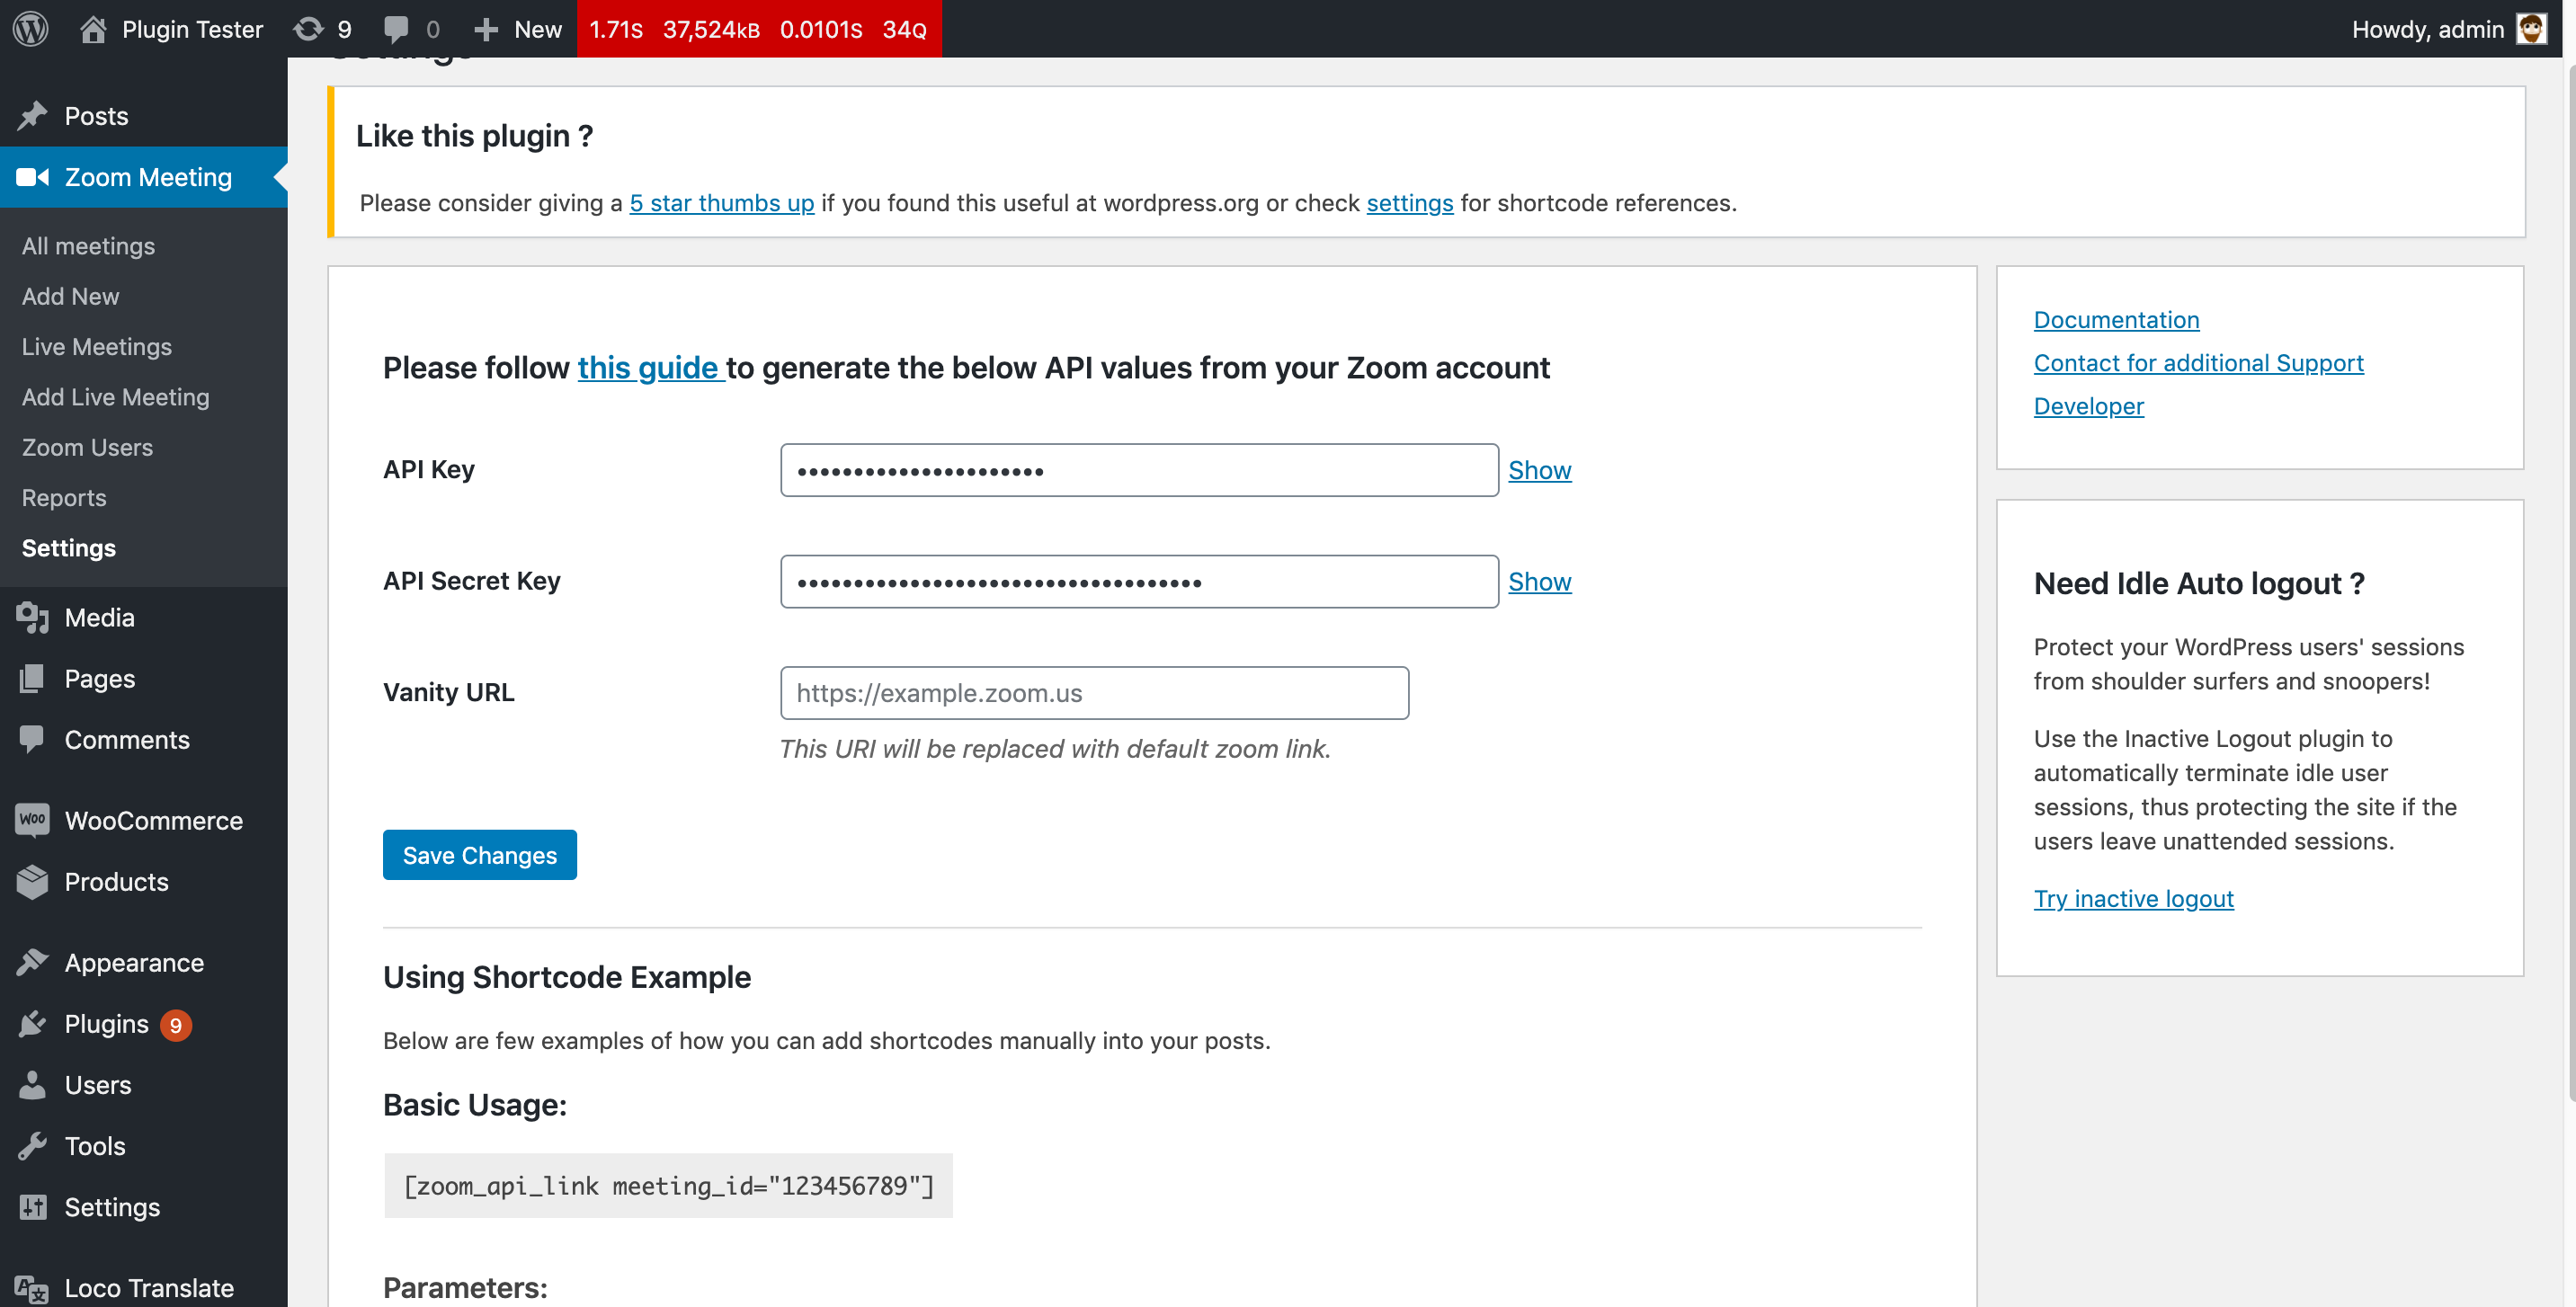 Plugin Tester 9 0 New 1.71S 37,524KB 0.0101S 34Q Howdy, admin
Settings
Posts
Zoom Meeting
All meetings
Add New
Live Meetings
Add Live Meeting
Zoom Users
Reports
Settings
Media
Pages
Comments
WOO WooCommerce
Products
Appearance
Plugins 9
Users
Tools
Settings
Loco Translate
Like this plugin ?
Please consider giving a 5 star thumbs up if you found this useful at wordpress.org or check settings for shortcode references.
Please follow this guide to generate the below API values from your Zoom account
API Key Show
API Secret Key Show
Vanity URL https://example.zoom.us
This URI will be replaced with default zoom link.
Save Changes
Using Shortcode Example
Below are few examples of how you can add shortcodes manually into your posts.
Basic Usage:
[zoom_api_link meeting_id="123456789"]
Parameters:
Documentation
Contact for additional Support
Developer
Need Idle Auto logout ?
Protect your WordPress users' sessions
from shoulder surfers and snoopers!
Use the Inactive Logout plugin to
automatically terminate idle user
sessions, thus protecting the site if the
users leave unattended sessions.
Try inactive logout